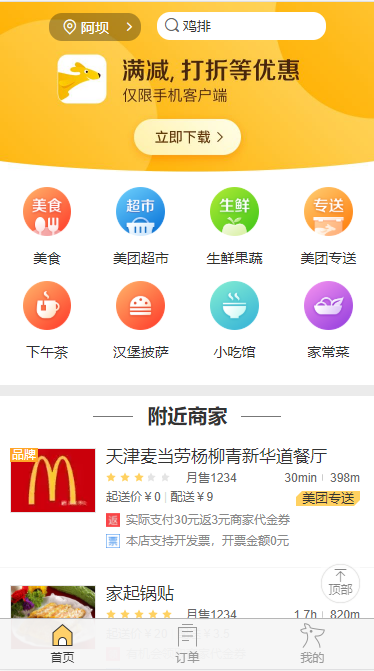 阿坝
鸡排
满减, 打折等优惠
仅限手机客户端
立即下载
美食 超市 生鲜 专送
美食 美团超市 生鲜果蔬 美团专送
下午茶 汉堡披萨 小吃馆 家常菜
附近商家
品牌
天津麦当劳杨柳青新华道餐厅
月售1234 30min 398m
起送价￥0 配送￥9 美团专送
返 实际支付30元返3元商家代金券
票 本店支持开发票，开票金额0元
顶部
家起锅贴
月售1234 1.7h 820m
首页 订单 我的